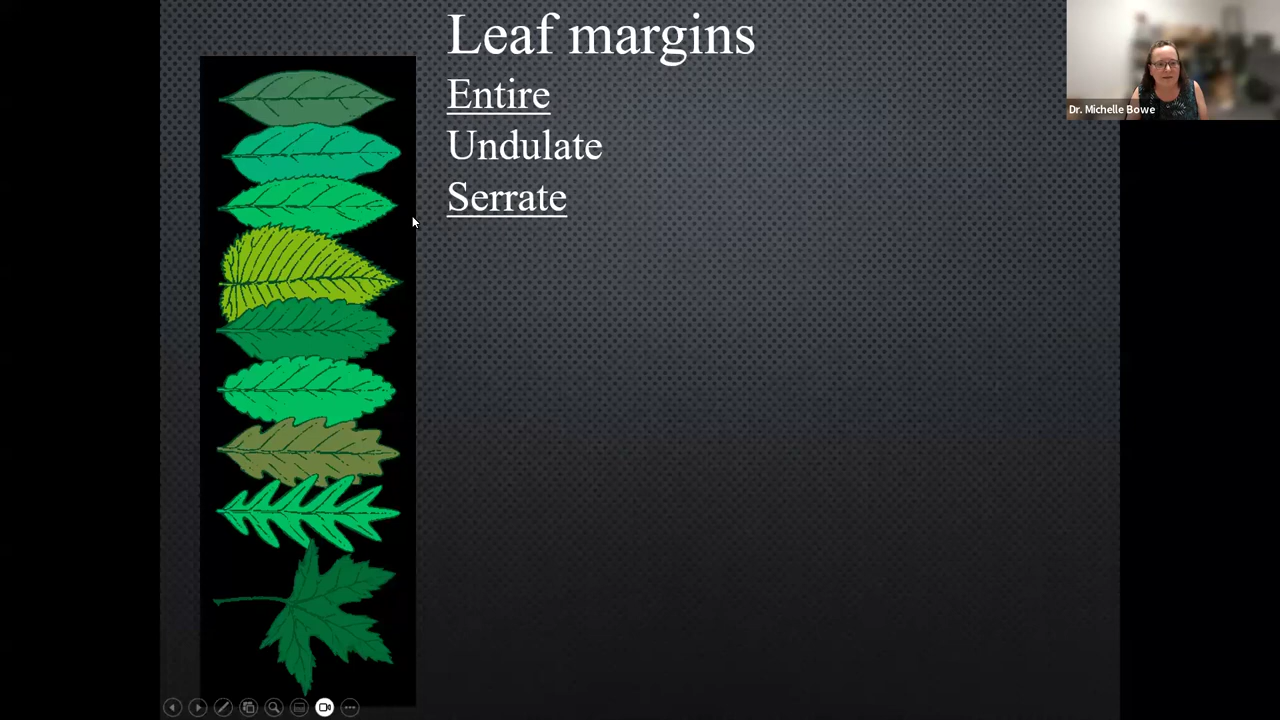 Leaf margins
Entire
Undulate
Serrate
Dr. Michelle Bowe